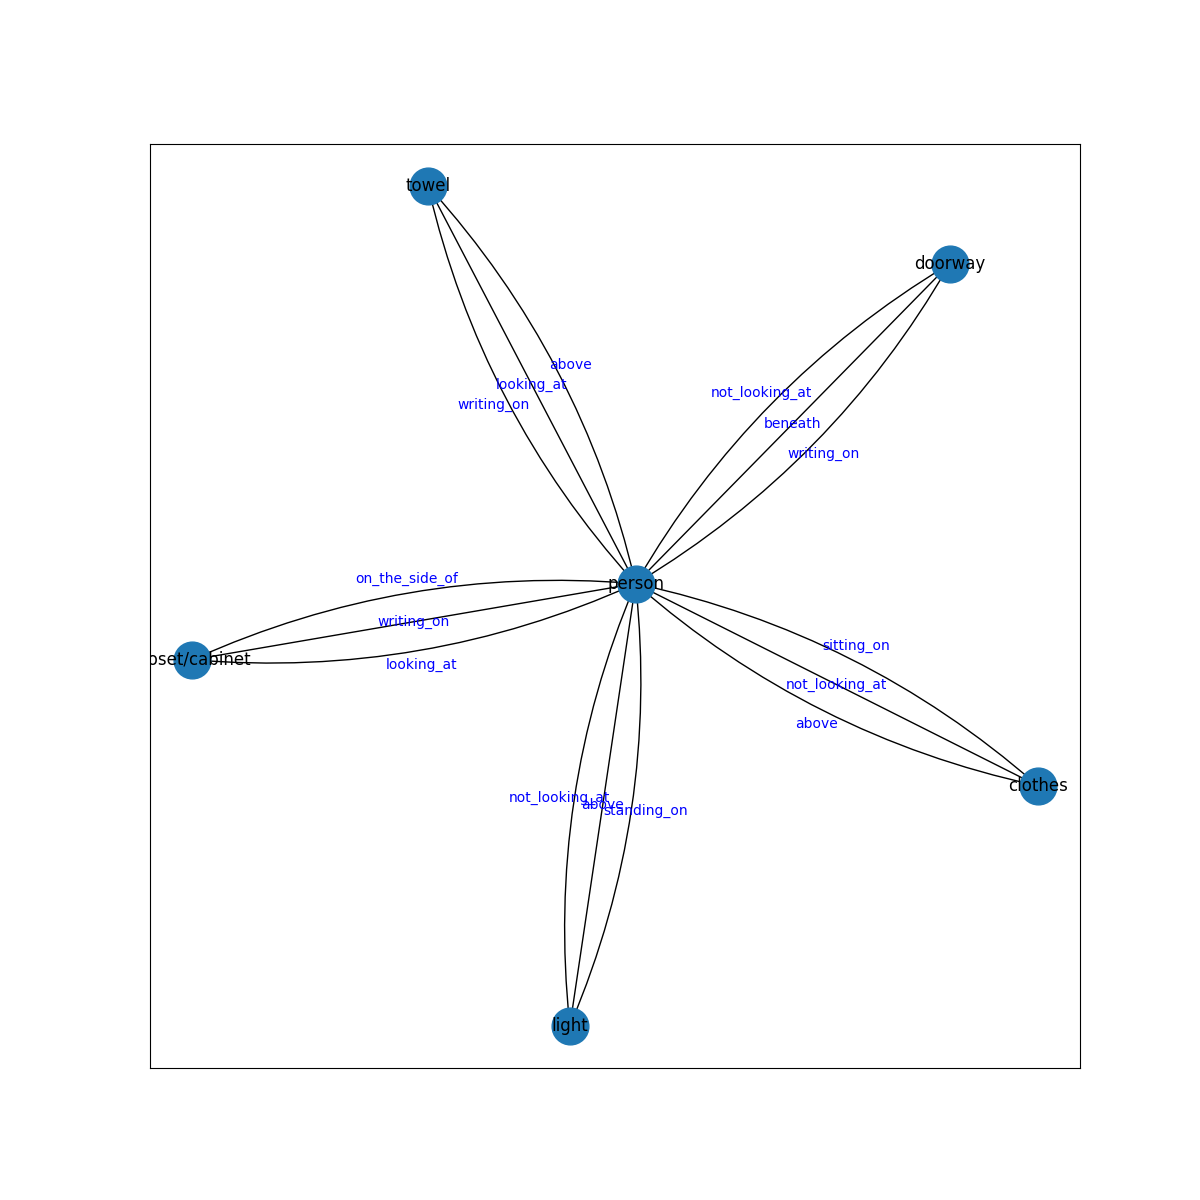 towel
doorway
above
looking_at
not_looking_at
writing_on
beneath
writing_on
on_the_side_of
person
writing_on
sitting_on
oset/cabinet
looking_at
not_looking_at
above
clothes
not_looking_at
above
standing_on
light